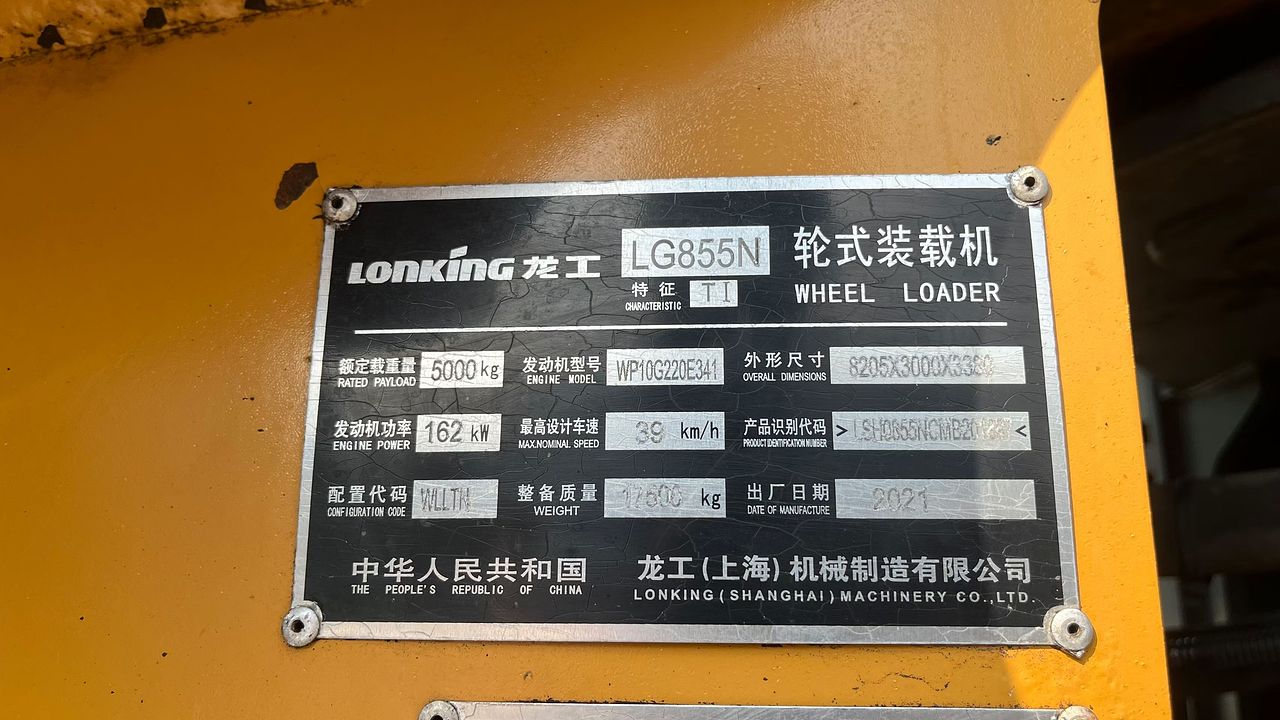 LONKING 龙工 LG855N 轮式装载机
特征 TI WHEEL LOADER
CHARACTERISTIC
额定载重量 5000 kg 发动机型号 WP10G220E341 外形尺寸
RATED PAYLOAD ENGINE MODEL OVERALL DIMENSIONS
发动机功率 162 kW 最高设计车速 39 km/h 产品识别代码
ENGINE POWER MAX.NOMINAL SPEED PRODUCT IDENTIFICATION NUMBER
配置代码 WLLTN 整备质量 kg 出厂日期 2021
CONFIGURATION CODE WEIGHT DATE OF MANUFACTURE
中华人民共和国 龙工(上海)机械制造有限公司
THE PEOPLE'S REPUBLIC OF CHINA LONKING(SHANGHAI)MACHINERY CO.,LTD.